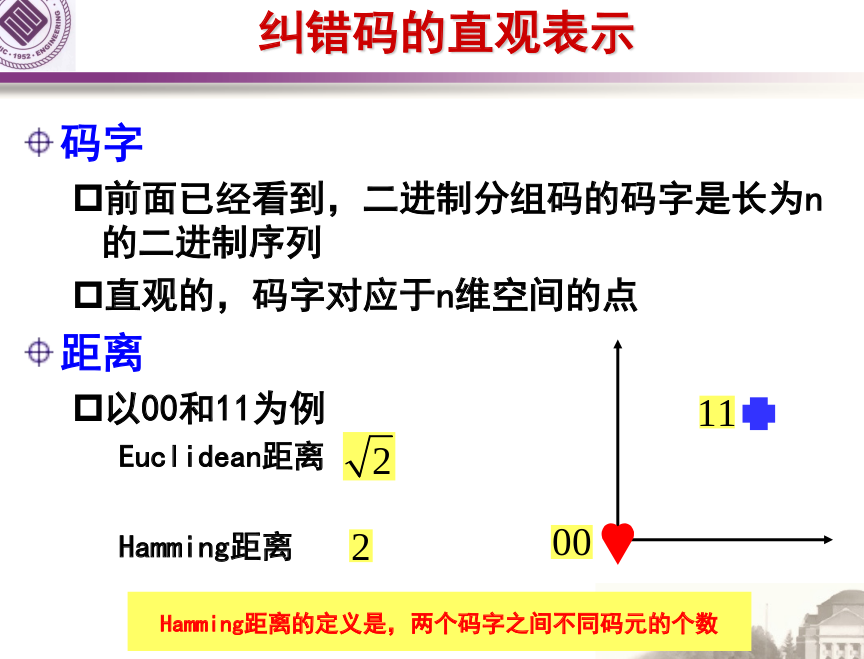 纠错码的直观表示
码字
前面已经看到，二进制分组码的码字是长为n
的二进制序列
直观的，码字对应于n维空间的点
距离
以00和11为例
11
Euclidean距离 √2
Hamming距离 2
00
Hamming距离的定义是，两个码字之间不同码元的个数
1952 · ENGINEERING